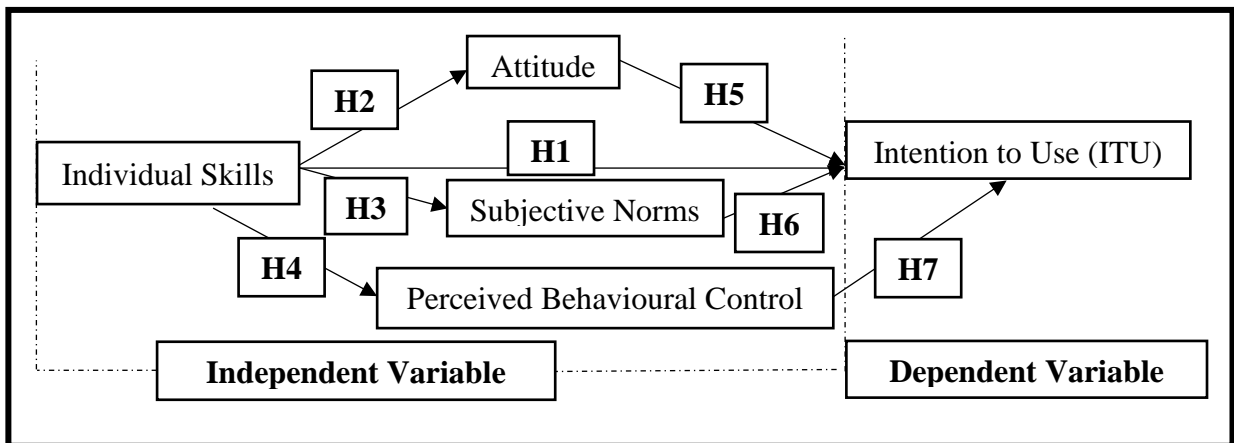 Attitude
H2
H5
H1
Individual Skills
Intention to Use (ITU)
H3
Subjective Norms
H6
H4
H7
Perceived Behavioural Control
Independent Variable
Dependent Variable